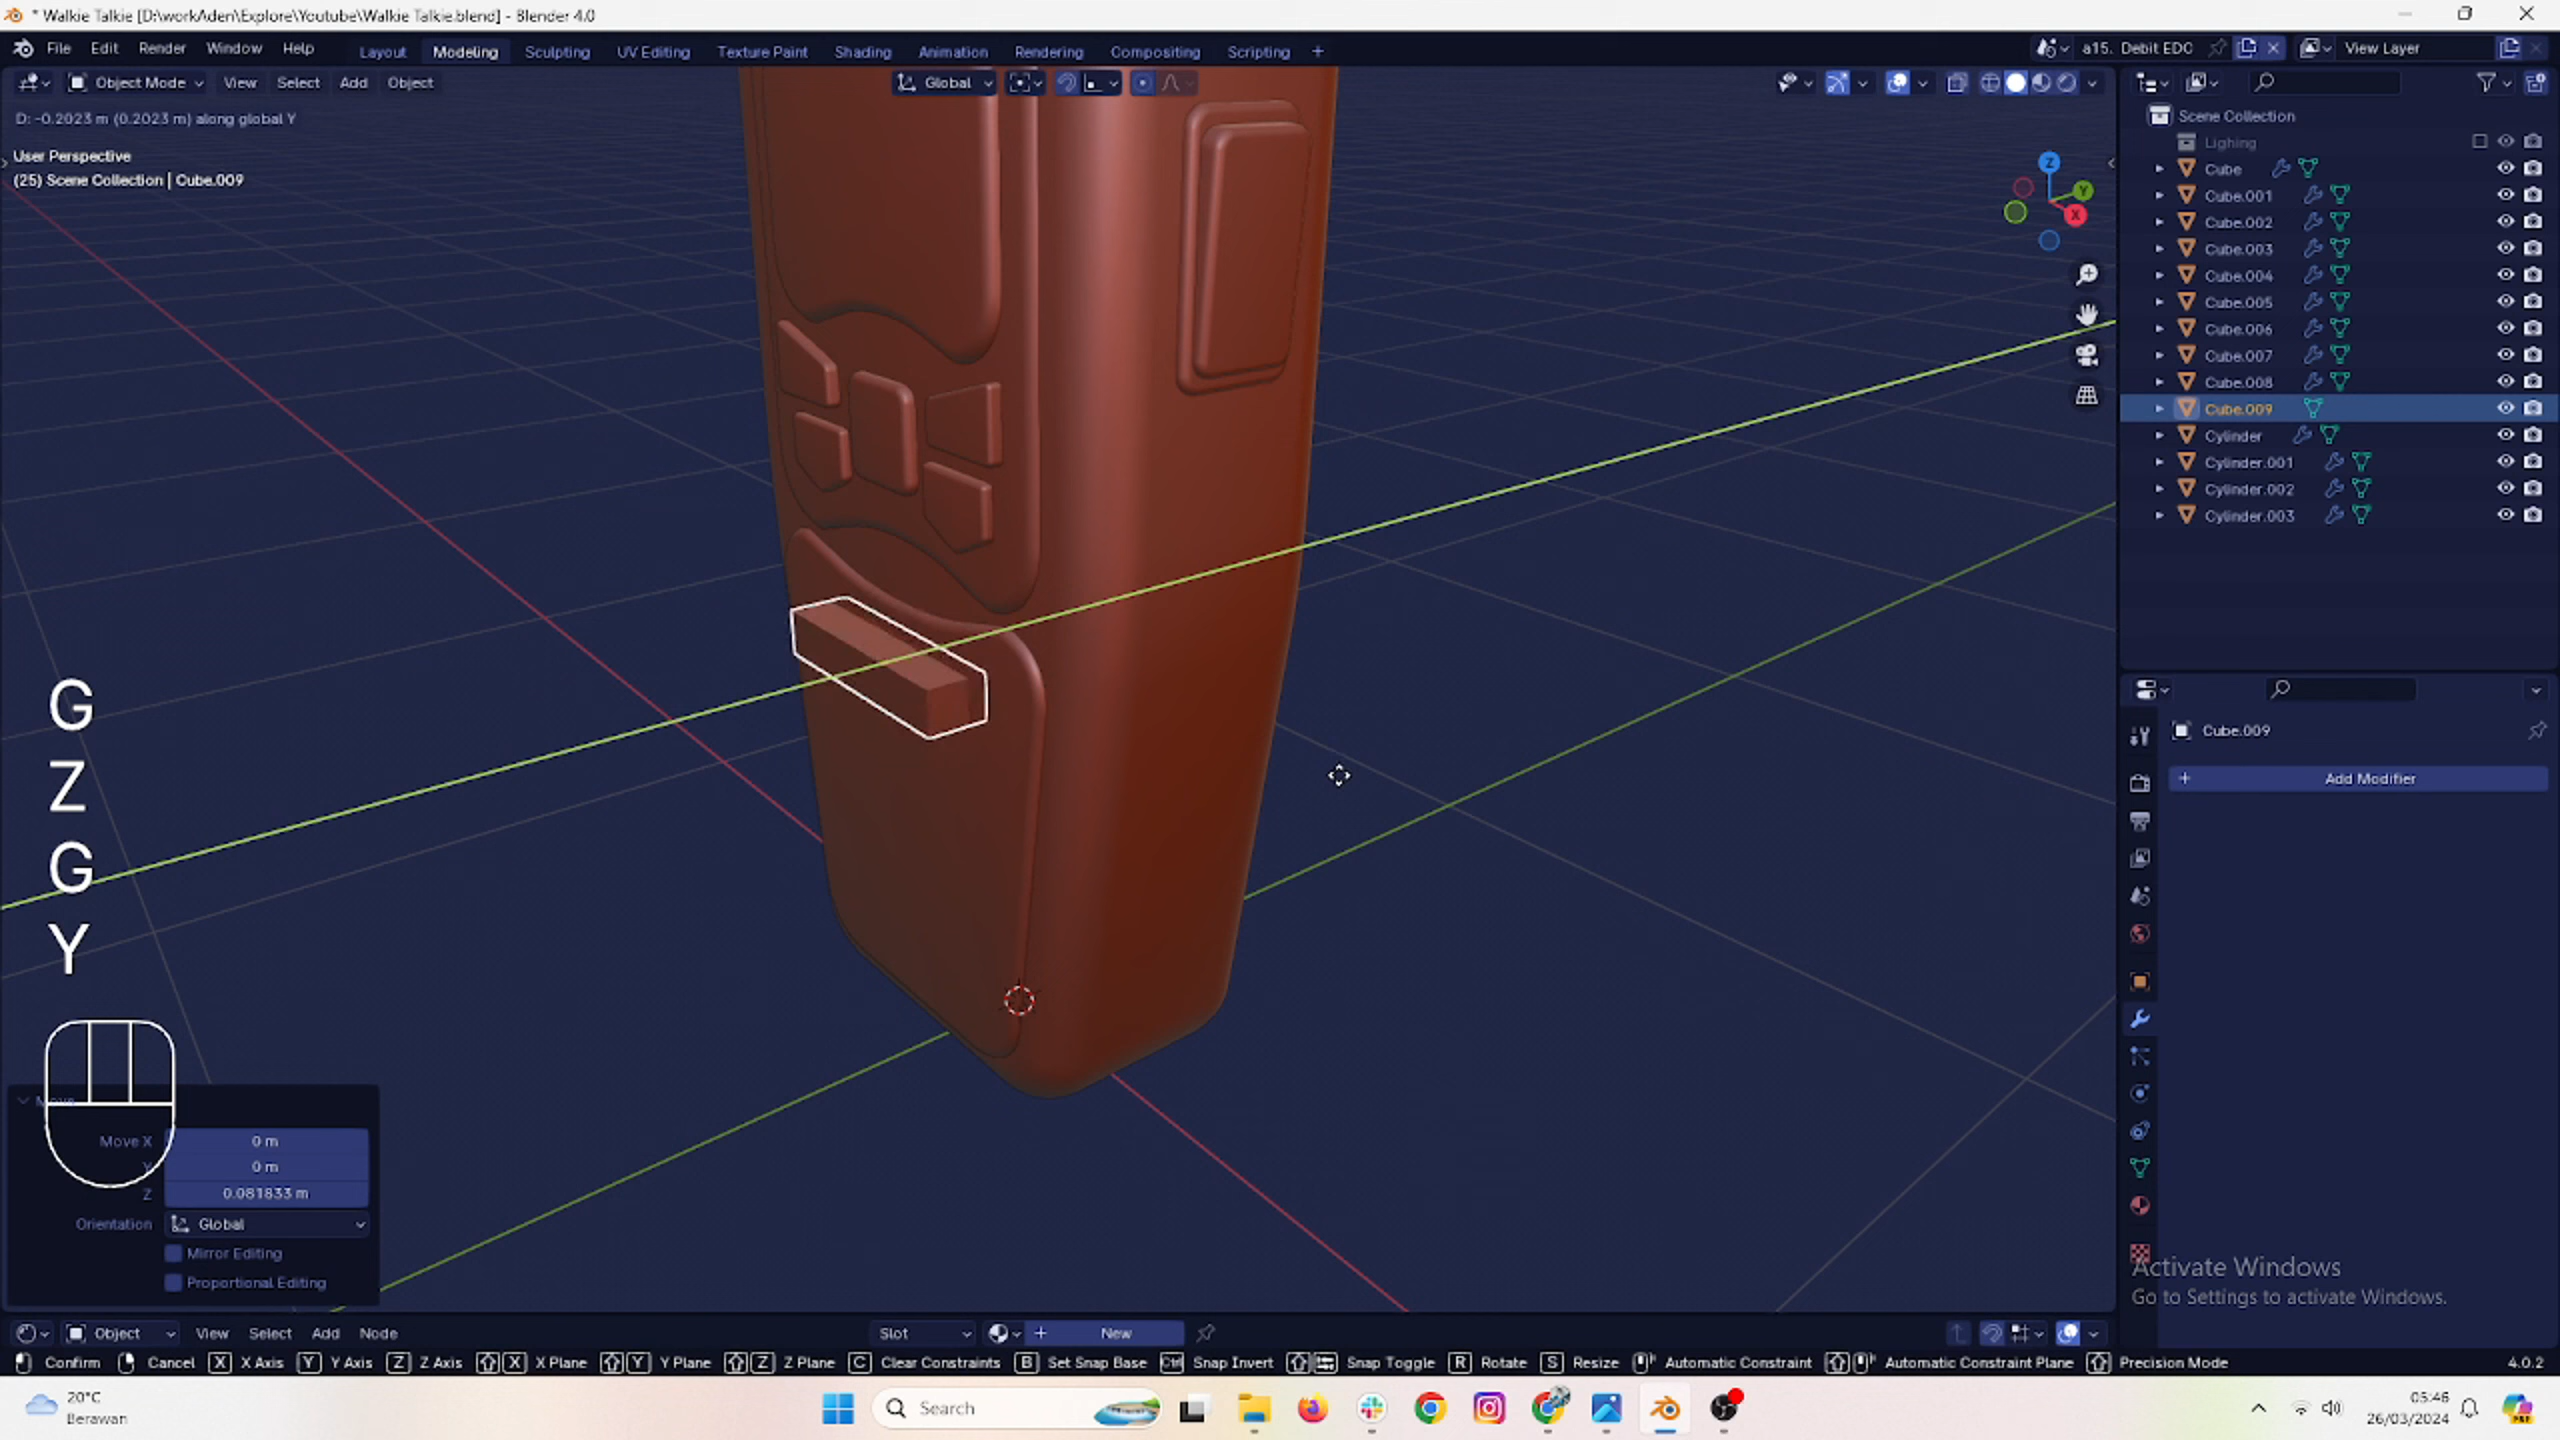 * Walkie Talkie [D:\workAden\Explore\Youtube\Walkie Talkie.blend] - Blender 4.0
File Edit Render Window Help
Layout Modeling Sculpting UV Editing Texture Paint Shading Animation Rendering Compositing Scripting +
a15. Debit EDC
View Layer
Object Mode View Select Add Object
Global
D: -0.2023 m (0.2023 m) along global Y
User Perspective
(25) Scene Collection | Cube.009
Z
Y
X
Scene Collection
Lighing
Cube
Cube.001
Cube.002
Cube.003
Cube.004
Cube.005
Cube.006
Cube.007
Cube.008
Cube.009
Cylinder
Cylinder.001
Cylinder.002
Cylinder.003
Cube.009
+ Add Modifier
G
Z
G
Y
Move X 0 m
Y 0 m
Z 0.081833 m
Orientation Global
Mirror Editing
Proportional Editing
Activate Windows
Go to Settings to activate Windows.
Object View Select Add Node
Slot
+ New
Confirm Cancel X X Axis Y Y Axis Z Z Axis X X Plane Y Y Plane Z Z Plane C Clear Constraints B Set Snap Base Ctrl Snap Invert Snap Toggle R Rotate S Resize Automatic Constraint Automatic Constraint Plane Precision Mode
4.0.2
20°C
Berawan
Search
05:46
26/03/2024